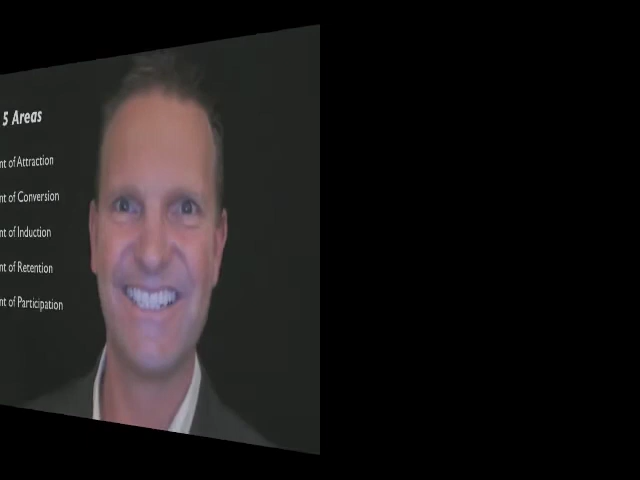 5 Areas
nt of Attraction
nt of Conversion
nt of Induction
nt of Retention
nt of Participation